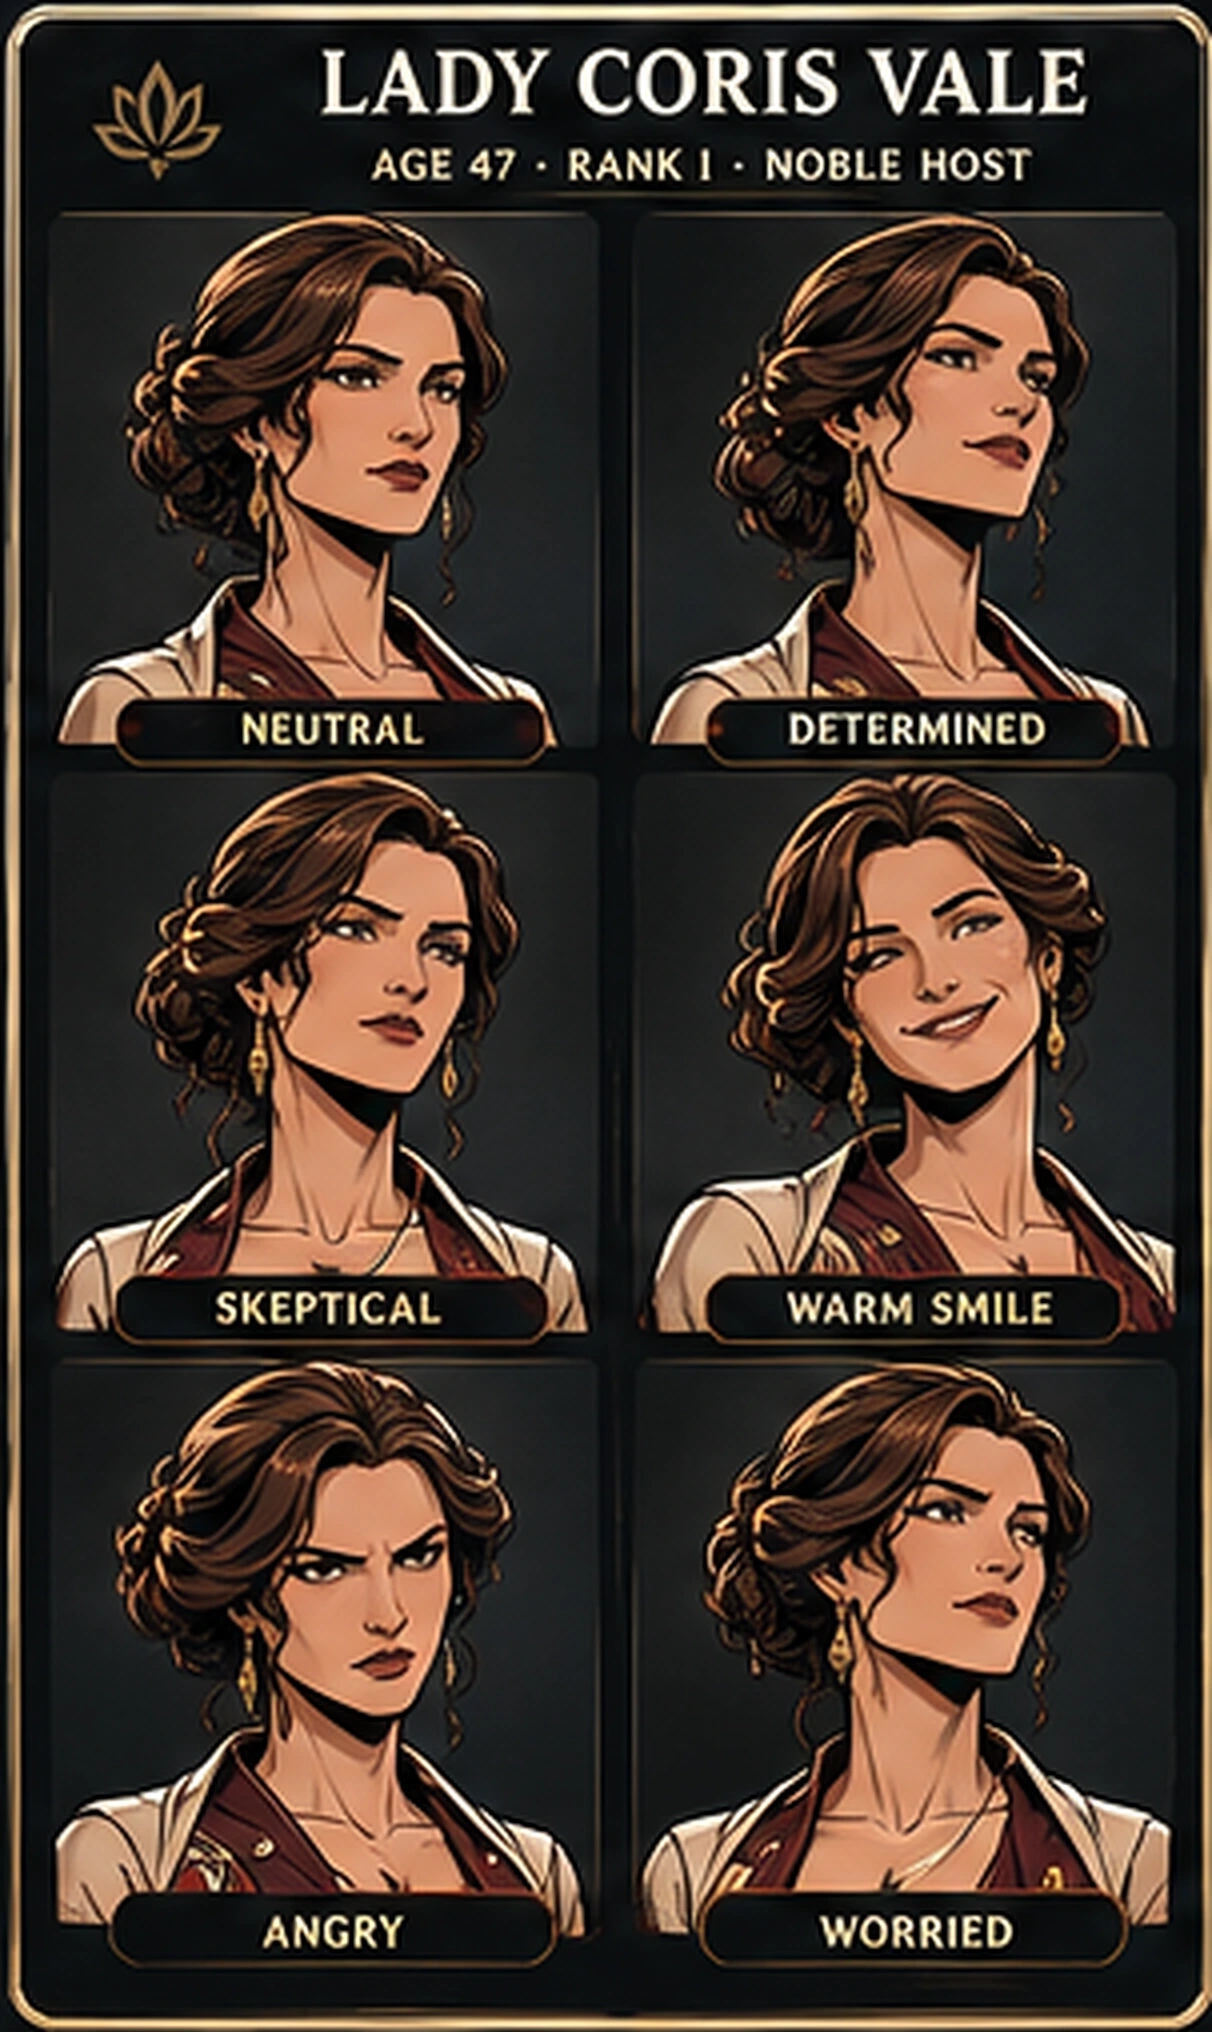 LADY CORIS VALE
AGE 47 · RANK I · NOBLE HOST
NEUTRAL
DETERMINED
SKEPTICAL
WARM SMILE
ANGRY
WORRIED